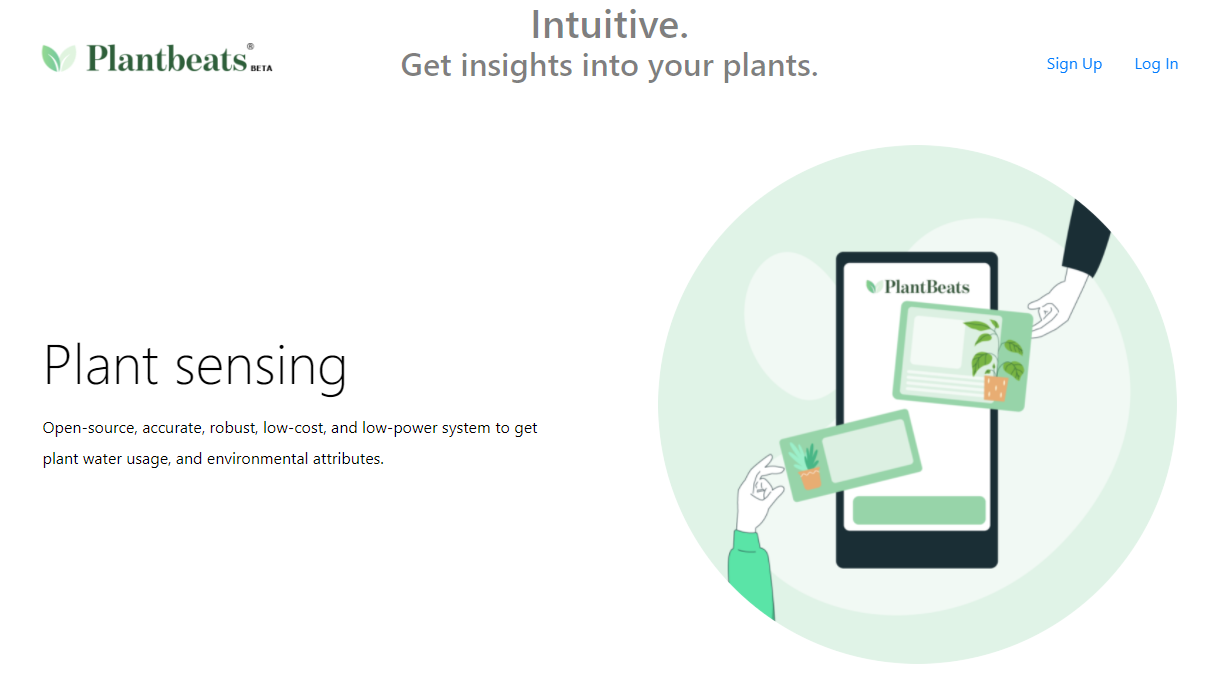 Plantbeats® BETA
Intuitive.
Get insights into your plants.
Sign Up
Log In
PlantBeats
Plant sensing
Open-source, accurate, robust, low-cost, and low-power system to get
plant water usage, and environmental attributes.